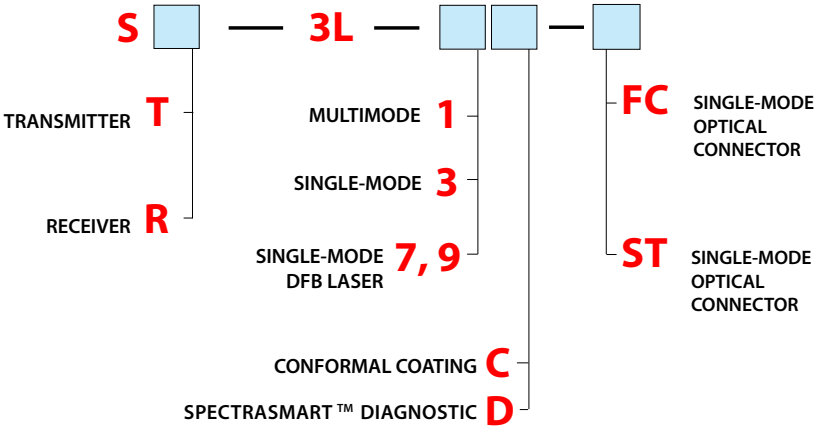 S — 3L — —
TRANSMITTER T
RECEIVER R
MULTIMODE 1
SINGLE-MODE 3
SINGLE-MODE 7, 9
DFB LASER
CONFORMAL COATING C
SPECTRASMART ™ DIAGNOSTIC D
FC SINGLE-MODE
OPTICAL
CONNECTOR
ST SINGLE-MODE
OPTICAL
CONNECTOR